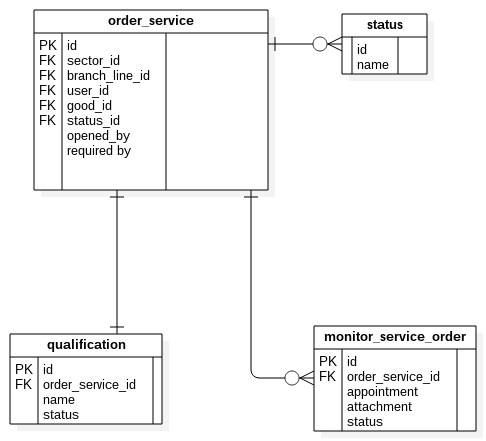 order_service
PK id
FK sector_id
FK branch_line_id
FK user_id
FK good_id
FK status_id
opened_by
required by
status
id
name
qualification
PK id
FK order_service_id
name
status
monitor_service_order
PK id
FK order_service_id
appointment
attachment
status